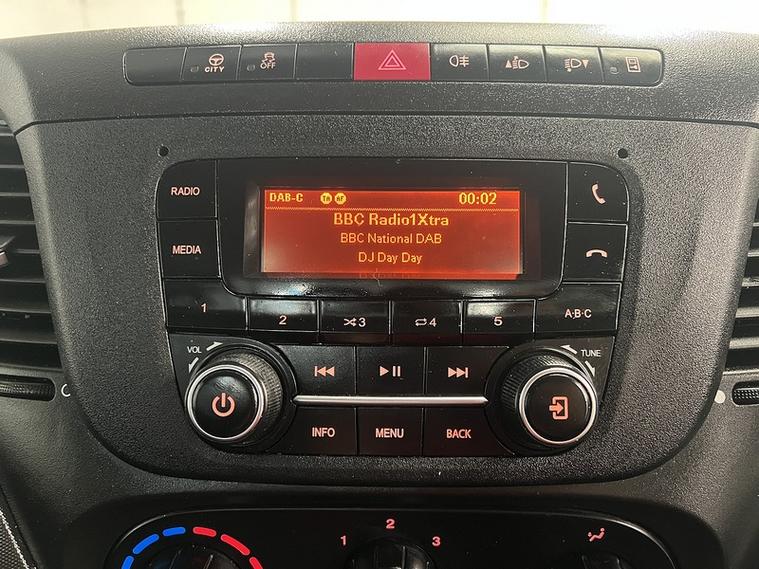 CITY OFF
RADIO
MEDIA
DAB-C TA AF 00:02
BBC Radio1Xtra
BBC National DAB
DJ Day Day
1 2 3 4 5 A·B·C
VOL TUNE
INFO MENU BACK
1 2 3